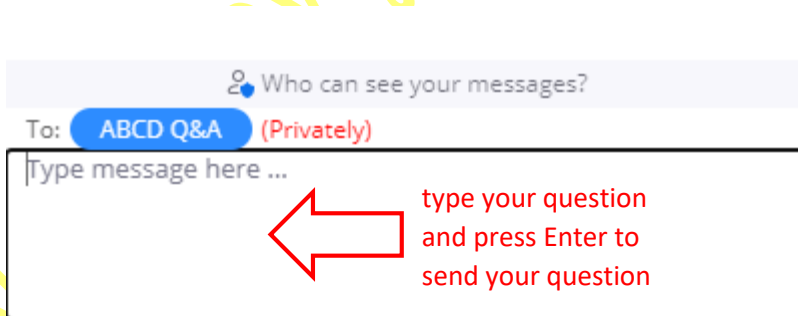 Who can see your messages?
To: ABCD Q&A (Privately)
Type message here ...
type your question
and press Enter to
send your question